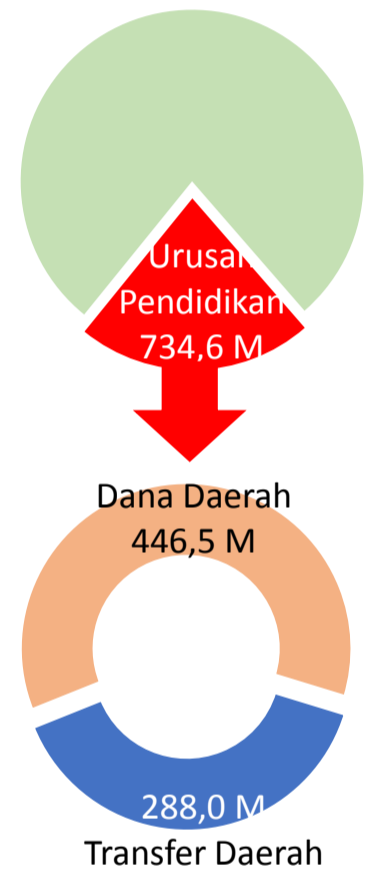 Urusan
Pendidikan
734,6 M
Dana Daerah
446,5 M
288,0 M
Transfer Daerah